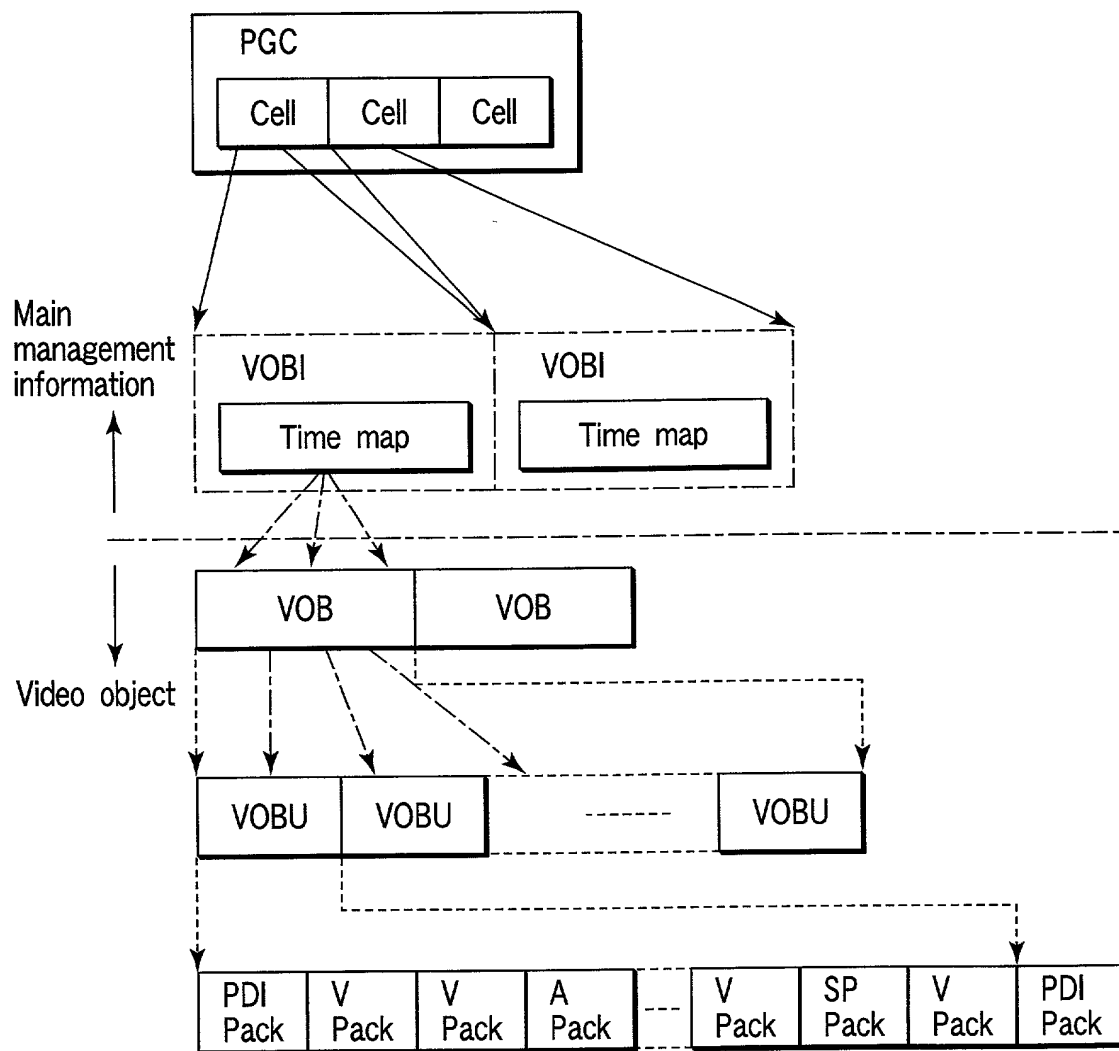 PGC
Cell Cell Cell
Main
management
information
VOBI VOBI
Time map Time map
VOB VOB
Video object
VOBU VOBU VOBU
PDI V V A V SP V PDI
Pack Pack Pack Pack Pack Pack Pack Pack